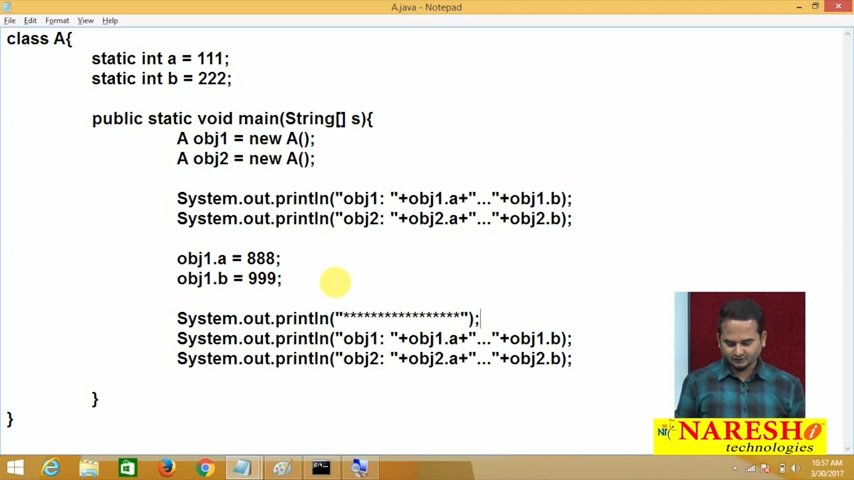 A.java - Notepad
File Edit Format View Help
class A{
static int a = 111;
static int b = 222;
public static void main(String[] s){
A obj1 = new A();
A obj2 = new A();
System.out.println("obj1: "+obj1.a+"..."+obj1.b);
System.out.println("obj2: "+obj2.a+"..."+obj2.b);
obj1.a = 888;
obj1.b = 999;
System.out.println("*****************");
System.out.println("obj1: "+obj1.a+"..."+obj1.b);
System.out.println("obj2: "+obj2.a+"..."+obj2.b);
}
}
NARESH i
technologies
10:57 AM
3/30/2017